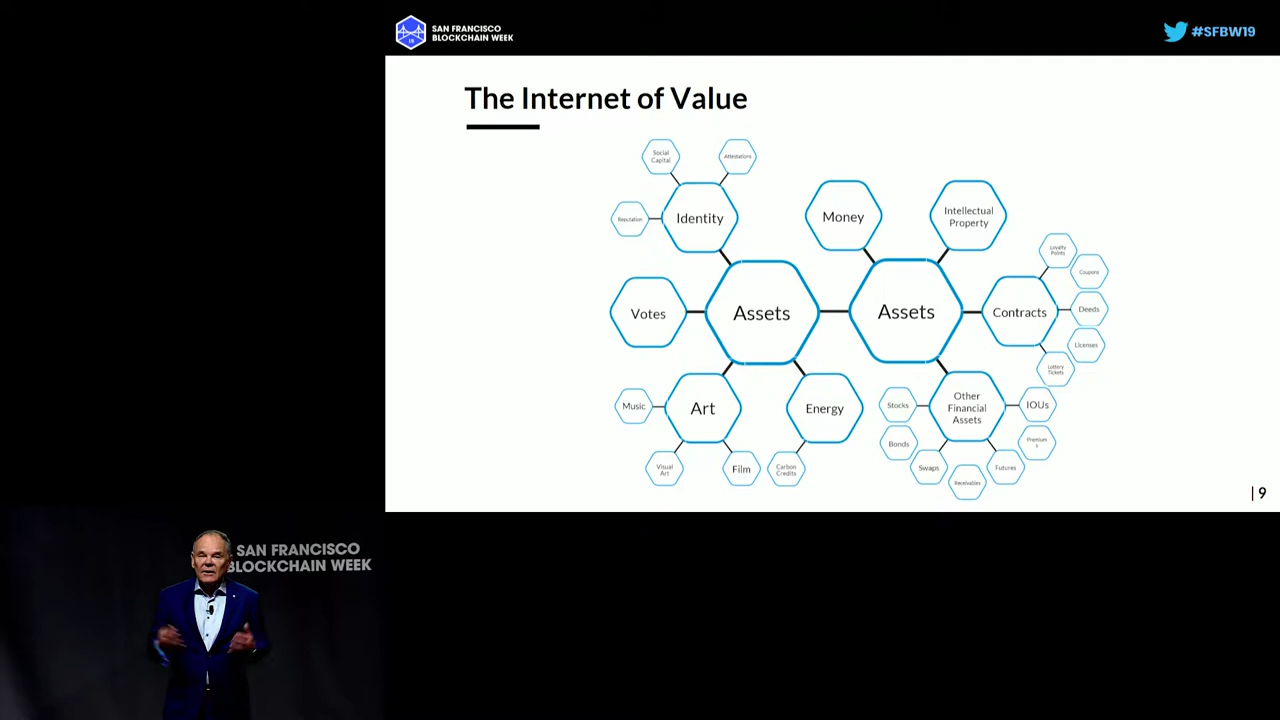 SAN FRANCISCO
BLOCKCHAIN WEEK
19
#SFBW19
The Internet of Value
Social
Capital
Attestations
Reputation
Identity
Money
Intellectual
Property
Loyalty
Points
Coupons
Votes
Assets
Assets
Contracts
Deeds
Licenses
Lottery
Tickets
Music
Art
Energy
Stocks
Other
Financial
Assets
IOUs
Bonds
Premium
s
Visual
Art
Film
Carbon
Credits
Swaps
Receivables
Futures
| 9
SAN FRANCISCO
BLOCKCHAIN WEEK